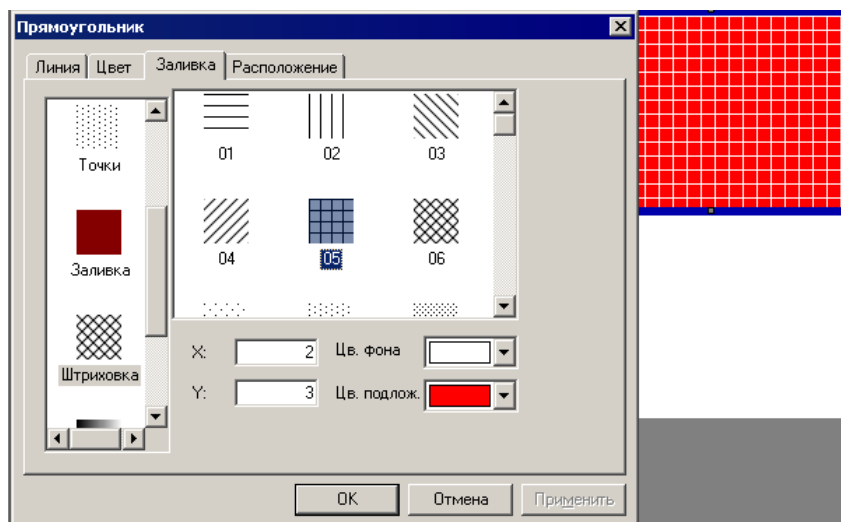 Прямоугольник
Линия Цвет Заливка Расположение
Точки
01 02 03
Заливка
04 05 06
Штриховка
X: 2 Цв. фона
Y: 3 Цв. подлож.
OK Отмена Применить